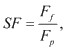 SF = F_f / F_p ,